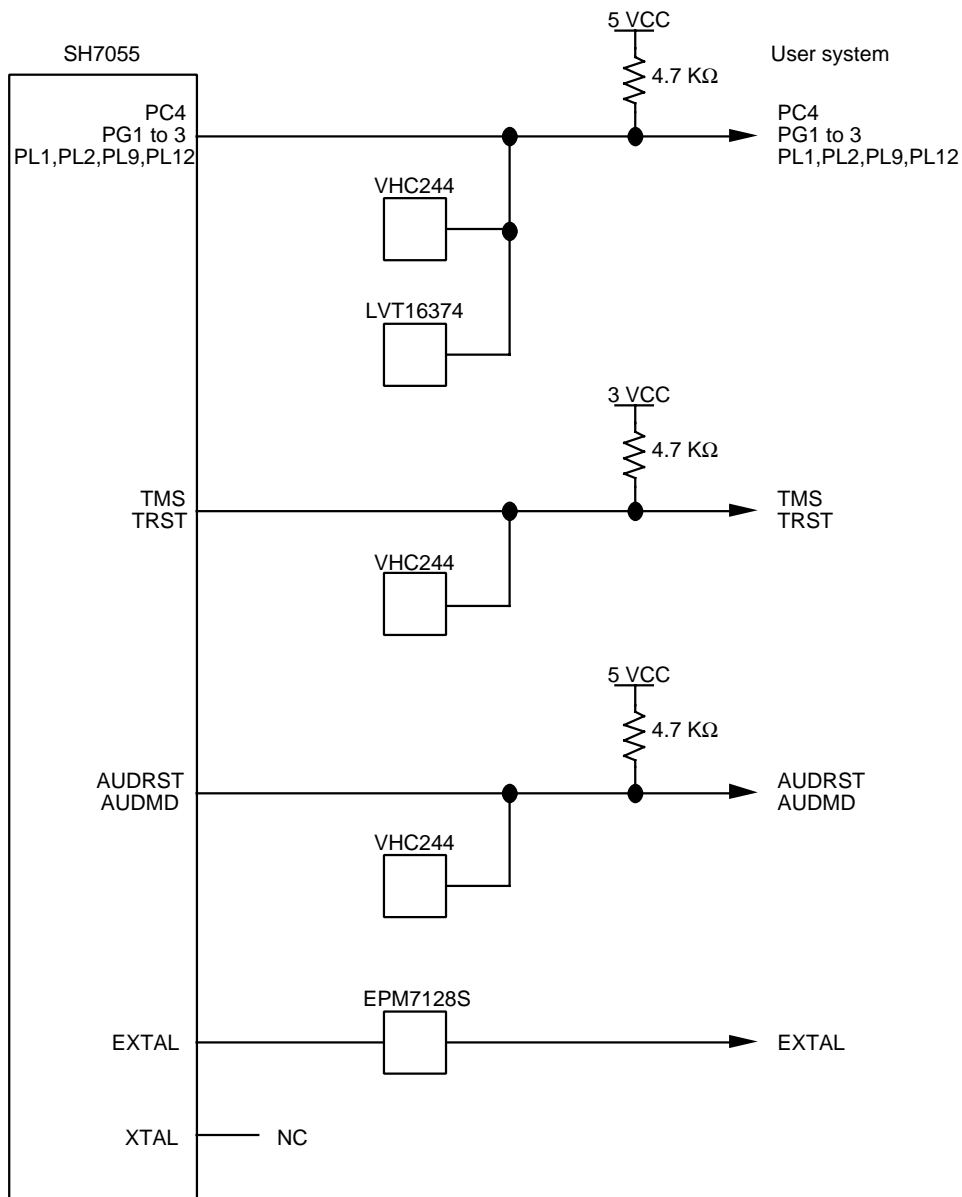 5 VCC
SH7055
User system
4.7 KΩ
PC4
PG1 to 3
PL1,PL2,PL9,PL12
PC4
PG1 to 3
PL1,PL2,PL9,PL12
VHC244
LVT16374
3 VCC
4.7 KΩ
TMS
TRST
TMS
TRST
VHC244
5 VCC
4.7 KΩ
AUDRST
AUDMD
AUDRST
AUDMD
VHC244
EPM7128S
EXTAL
EXTAL
XTAL
NC